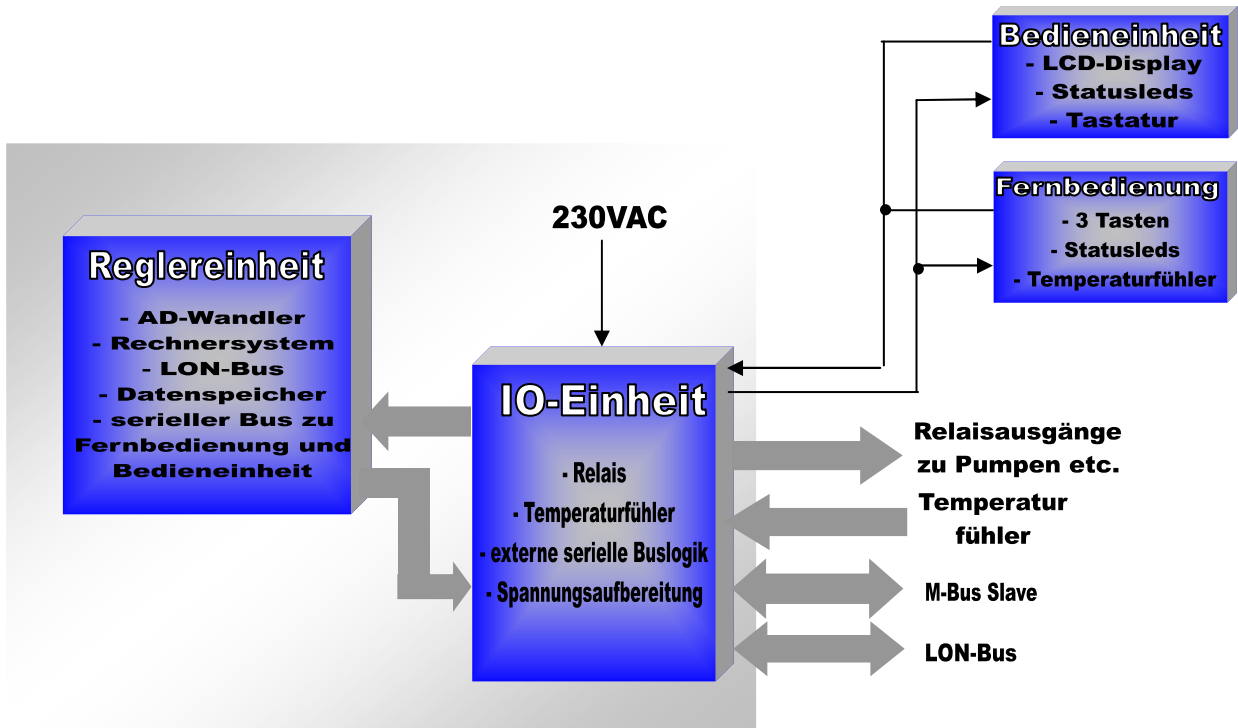 Bedieneinheit
- LCD-Display
- Statusleds
- Tastatur
Fernbedienung
- 3 Tasten
- Statusleds
- Temperaturfühler
230VAC
Reglereinheit
- AD-Wandler
- Rechnersystem
- LON-Bus
- Datenspeicher
- serieller Bus zu
Fernbedienung und
Bedieneinheit
IO-Einheit
- Relais
- Temperaturfühler
- externe serielle Buslogik
- Spannungsaufbereitung
Relaisausgänge
zu Pumpen etc.
Temperatur
fühler
M-Bus Slave
LON-Bus